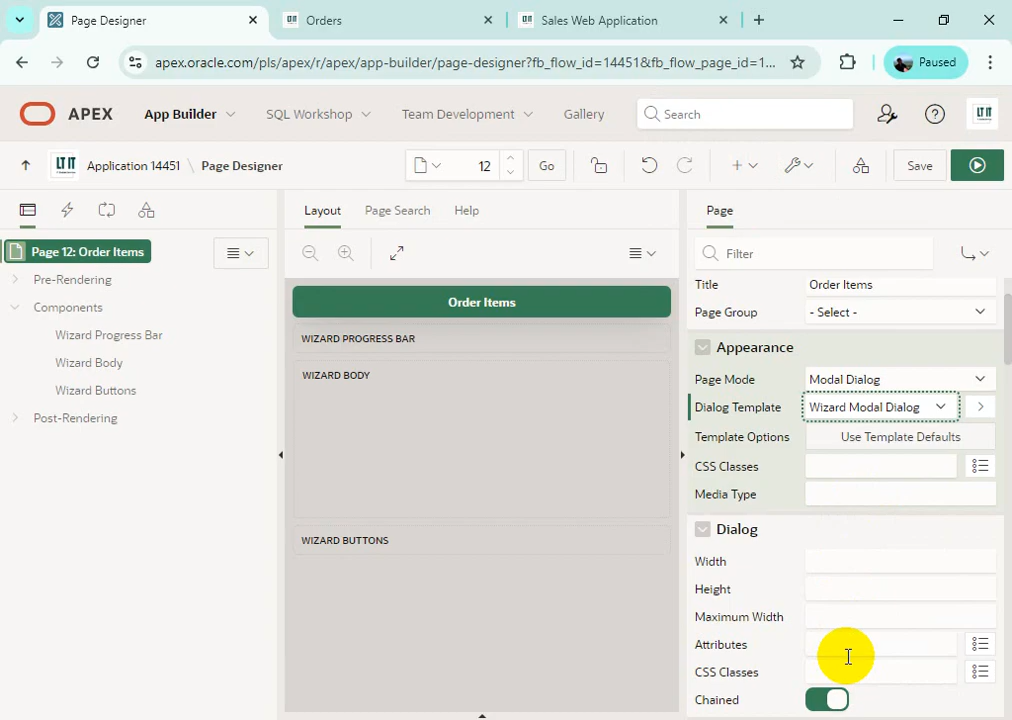 Page Designer
Orders
Sales Web Application
apex.oracle.com/pls/apex/r/apex/app-builder/page-designer?fb_flow_id=14451&fb_flow_page_id=1...
Paused
APEX
App Builder
SQL Workshop
Team Development
Gallery
Search
LT IT
LT IT
Application 14451 \ Page Designer
12
Go
Save
Layout
Page Search
Help
Page
Page 12: Order Items
Filter
Pre-Rendering
Components
Wizard Progress Bar
Wizard Body
Wizard Buttons
Post-Rendering
Order Items
WIZARD PROGRESS BAR
WIZARD BODY
WIZARD BUTTONS
Title Order Items
Page Group - Select -
Appearance
Page Mode Modal Dialog
Dialog Template Wizard Modal Dialog
Template Options Use Template Defaults
CSS Classes
Media Type
Dialog
Width
Height
Maximum Width
Attributes
CSS Classes
Chained